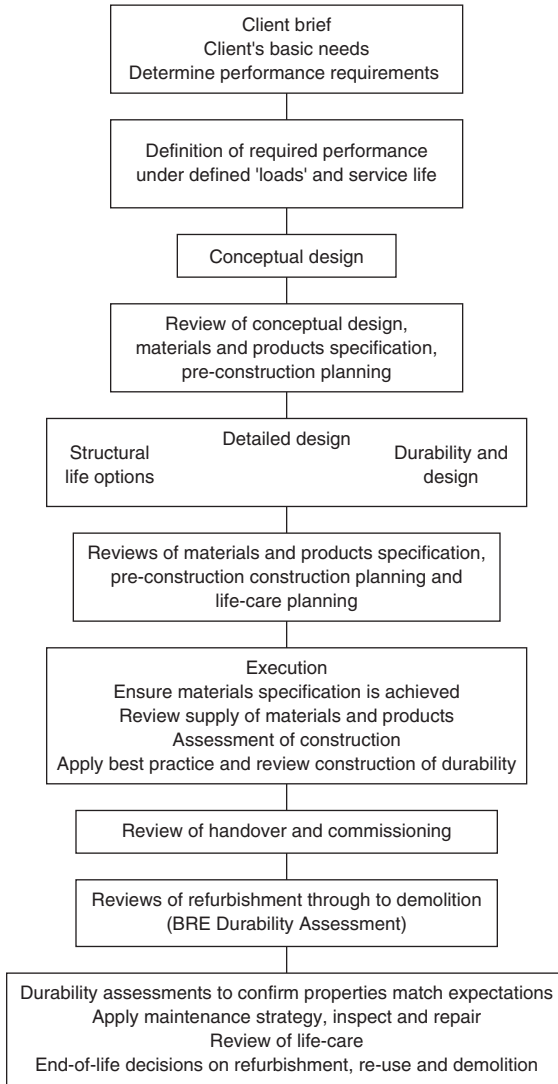 Client brief
Client's basic needs
Determine performance requirements
Definition of required performance
under defined 'loads' and service life
Conceptual design
Review of conceptual design,
materials and products specification,
pre-construction planning
Detailed design
Structural
life options
Durability and
design
Reviews of materials and products specification,
pre-construction construction planning and
life-care planning
Execution
Ensure materials specification is achieved
Review supply of materials and products
Assessment of construction
Apply best practice and review construction of durability
Review of handover and commissioning
Reviews of refurbishment through to demolition
(BRE Durability Assessment)
Durability assessments to confirm properties match expectations
Apply maintenance strategy, inspect and repair
Review of life-care
End-of-life decisions on refurbishment, re-use and demolition